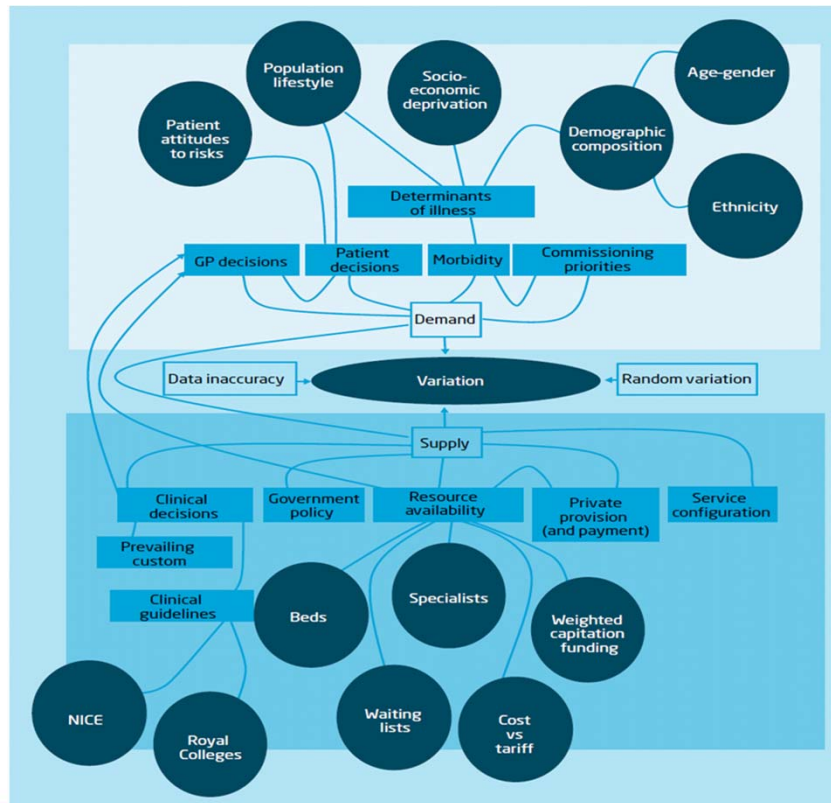 Population
lifestyle
Socio-
economic
deprivation
Age-gender
Patient
attitudes
to risks
Demographic
composition
Determinants
of illness
Ethnicity
GP decisions
Patient
decisions
Morbidity
Commissioning
priorities
Demand
Data inaccuracy
Variation
Random variation
Supply
Clinical
decisions
Government
policy
Resource
availability
Private
provision
(and payment)
Service
configuration
Prevailing
custom
Clinical
guidelines
Beds
Specialists
Weighted
capitation
funding
NICE
Royal
Colleges
Waiting
lists
Cost
vs
tariff